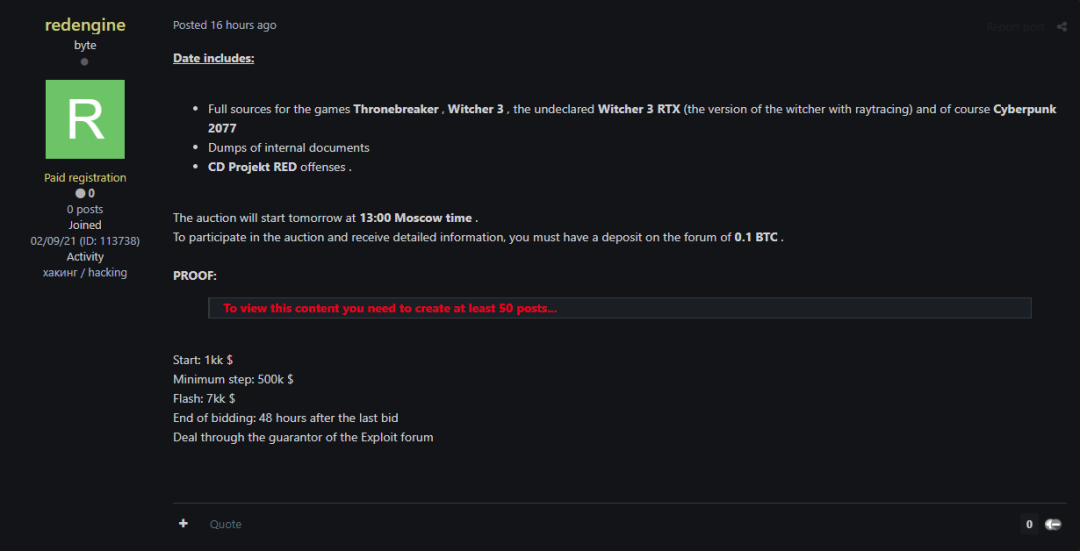 redengine
byte
R
Paid registration
0
0 posts
Joined
02/09/21 (ID: 113738)
Activity
хакинг / hacking
Posted 16 hours ago
Report post
Date includes:
Full sources for the games Thronebreaker , Witcher 3 , the undeclared Witcher 3 RTX (the version of the witcher with raytracing) and of course Cyberpunk
2077
Dumps of internal documents
CD Projekt RED offenses .
The auction will start tomorrow at 13:00 Moscow time .
To participate in the auction and receive detailed information, you must have a deposit on the forum of 0.1 BTC .
PROOF:
To view this content you need to create at least 50 posts...
Start: 1kk $
Minimum step: 500k $
Flash: 7kk $
End of bidding: 48 hours after the last bid
Deal through the guarantor of the Exploit forum
+ Quote
0